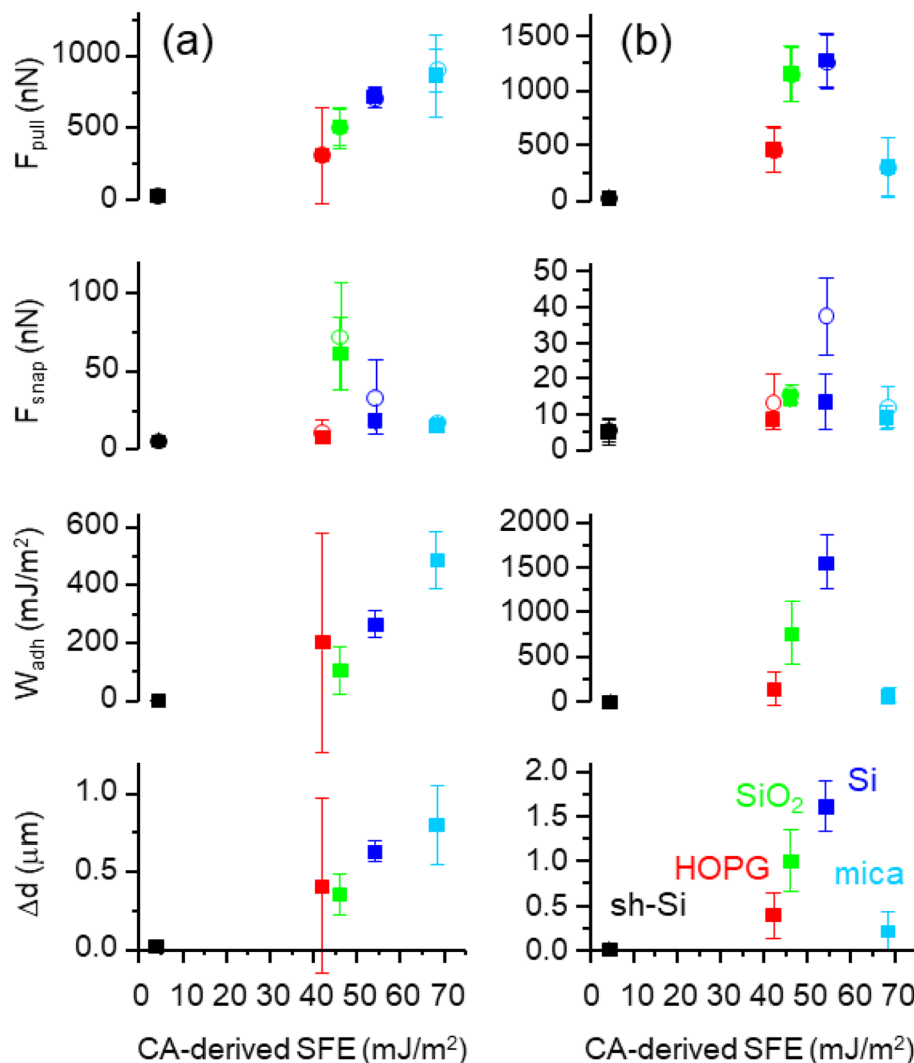 (a)
(b)
F_pull (nN)
1000
500
0
1500
1000
500
0
F_snap (nN)
100
50
0
50
40
30
20
10
0
W_adh (mJ/m²)
600
400
200
0
2000
1500
1000
500
0
Δd (μm)
1.0
0.5
0.0
2.0
1.5
1.0
0.5
0.0
Si
SiO₂
HOPG
mica
sh-Si
0 10 20 30 40 50 60 70
0 10 20 30 40 50 60 70
CA-derived SFE (mJ/m²)
CA-derived SFE (mJ/m²)